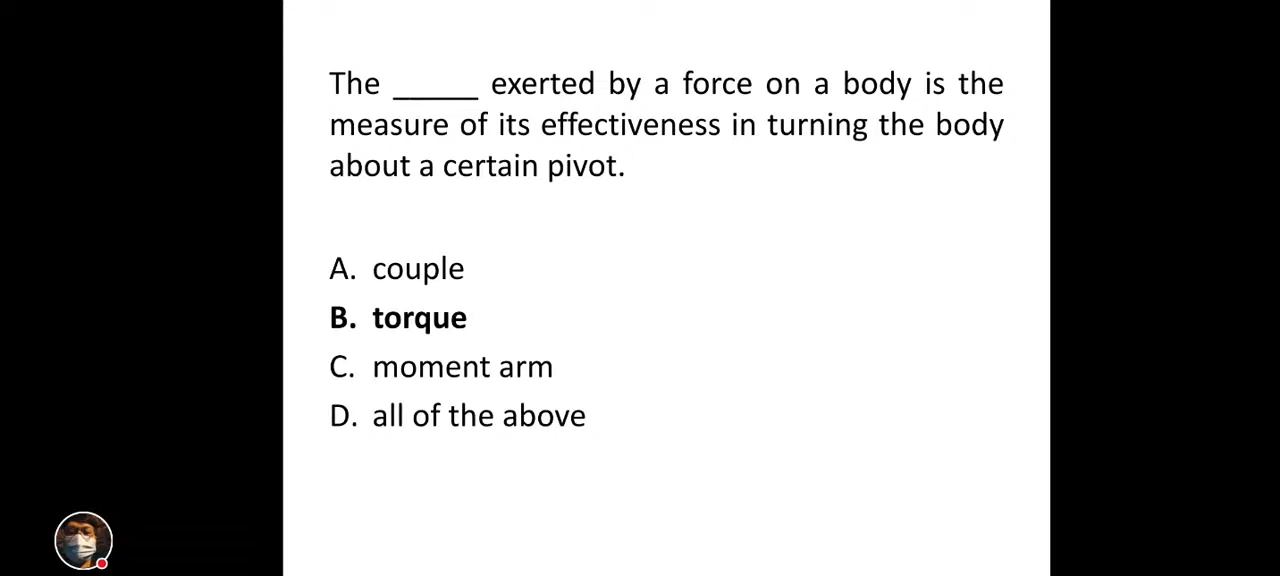 The _____ exerted by a force on a body is the
measure of its effectiveness in turning the body
about a certain pivot.
A. couple
B. torque
C. moment arm
D. all of the above